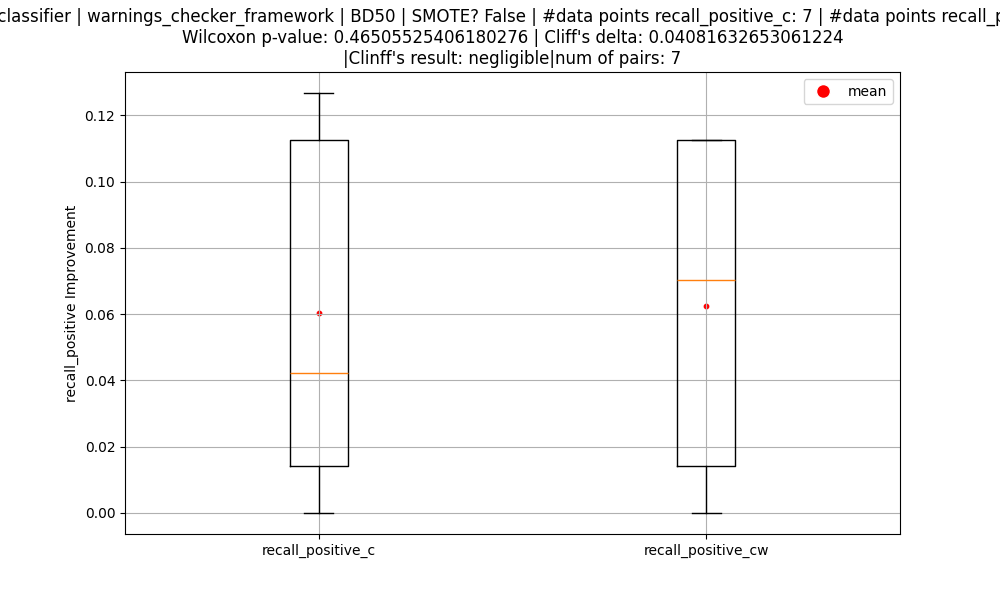 classifier | warnings_checker_framework | BD50 | SMOTE? False | #data points recall_positive_c: 7 | #data points
Wilcoxon p-value: 0.46505525406180276 | Cliff's delta: 0.04081632653061224
|Clinff's result: negligible|num of pairs: 7
mean
0.12
0.10
0.08
0.06
0.04
0.02
0.00
recall_positive Improvement
recall_positive_c
recall_positive_cw